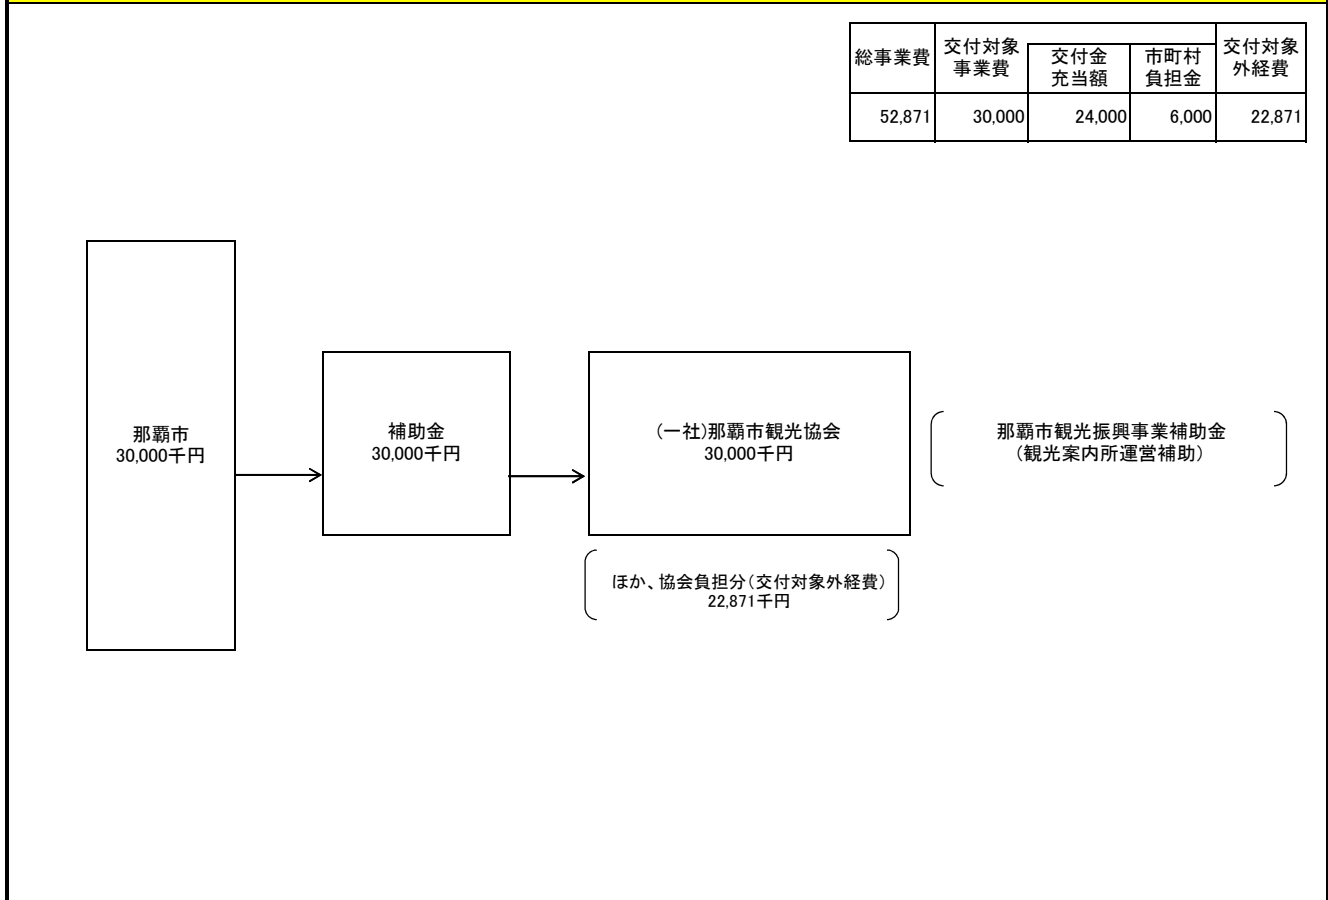 総事業費
交付対象
事業費
交付金
充当額
市町村
負担金
交付対象
外経費
52,871
30,000
24,000
6,000
22,871
那覇市
30,000千円
補助金
30,000千円
(一社)那覇市観光協会
30,000千円
那覇市観光振興事業補助金
(観光案内所運営補助)
ほか、協会負担分(交付対象外経費)
22,871千円